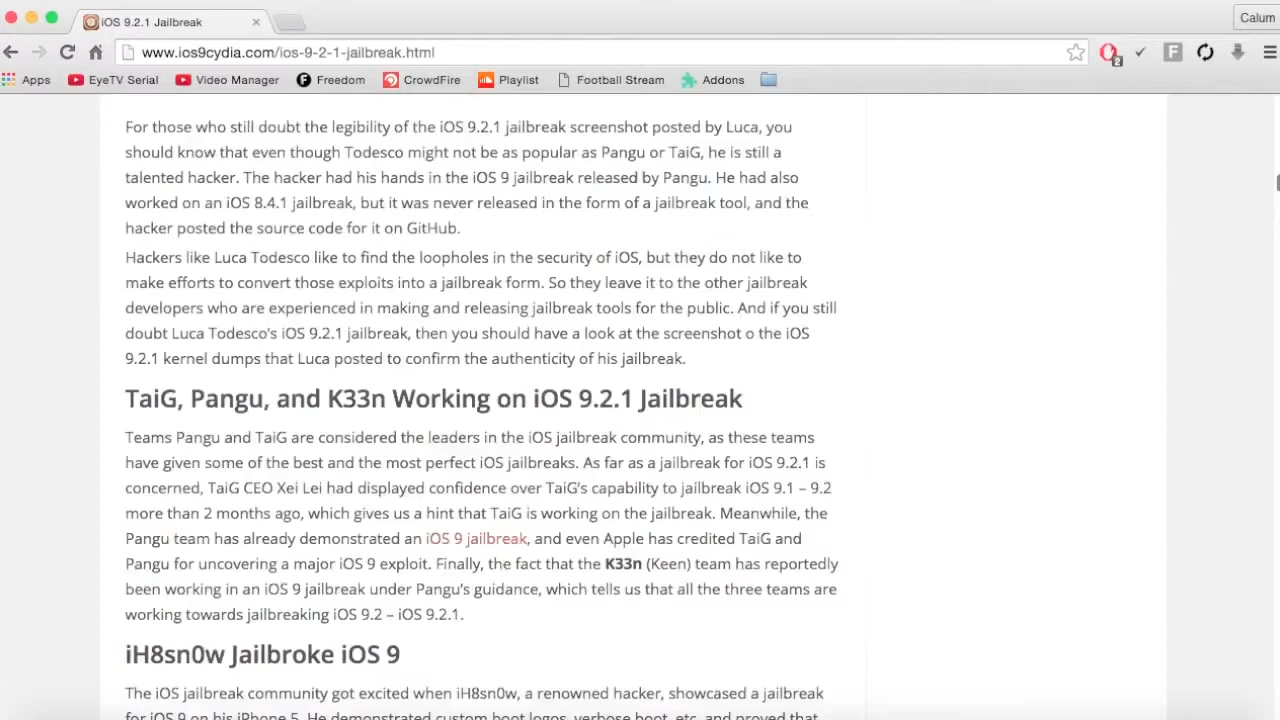 iOS 9.2.1 Jailbreak
Calum
www.ios9cydia.com/ios-9-2-1-jailbreak.html
2
Apps EyeTV Serial Video Manager Freedom CrowdFire Playlist Football Stream Addons
For those who still doubt the legibility of the iOS 9.2.1 jailbreak screenshot posted by Luca, you
should know that even though Todesco might not be as popular as Pangu or TaiG, he is still a
talented hacker. The hacker had his hands in the iOS 9 jailbreak released by Pangu. He had also
worked on an iOS 8.4.1 jailbreak, but it was never released in the form of a jailbreak tool, and the
hacker posted the source code for it on GitHub.
Hackers like Luca Todesco like to find the loopholes in the security of iOS, but they do not like to
make efforts to convert those exploits into a jailbreak form. So they leave it to the other jailbreak
developers who are experienced in making and releasing jailbreak tools for the public. And if you still
doubt Luca Todesco's iOS 9.2.1 jailbreak, then you should have a look at the screenshot o the iOS
9.2.1 kernel dumps that Luca posted to confirm the authenticity of his jailbreak.
TaiG, Pangu, and K33n Working on iOS 9.2.1 Jailbreak
Teams Pangu and TaiG are considered the leaders in the iOS jailbreak community, as these teams
have given some of the best and the most perfect iOS jailbreaks. As far as a jailbreak for iOS 9.2.1 is
concerned, TaiG CEO Xei Lei had displayed confidence over TaiG's capability to jailbreak iOS 9.1 – 9.2
more than 2 months ago, which gives us a hint that TaiG is working on the jailbreak. Meanwhile, the
Pangu team has already demonstrated an iOS 9 jailbreak, and even Apple has credited TaiG and
Pangu for uncovering a major iOS 9 exploit. Finally, the fact that the K33n (Keen) team has reportedly
been working in an iOS 9 jailbreak under Pangu's guidance, which tells us that all the three teams are
working towards jailbreaking iOS 9.2 – iOS 9.2.1.
iH8sn0w Jailbroke iOS 9
The iOS jailbreak community got excited when iH8sn0w, a renowned hacker, showcased a jailbreak
for iOS 9 on his iPhone 5. He demonstrated custom boot logos, verbose boot, etc. and proved that